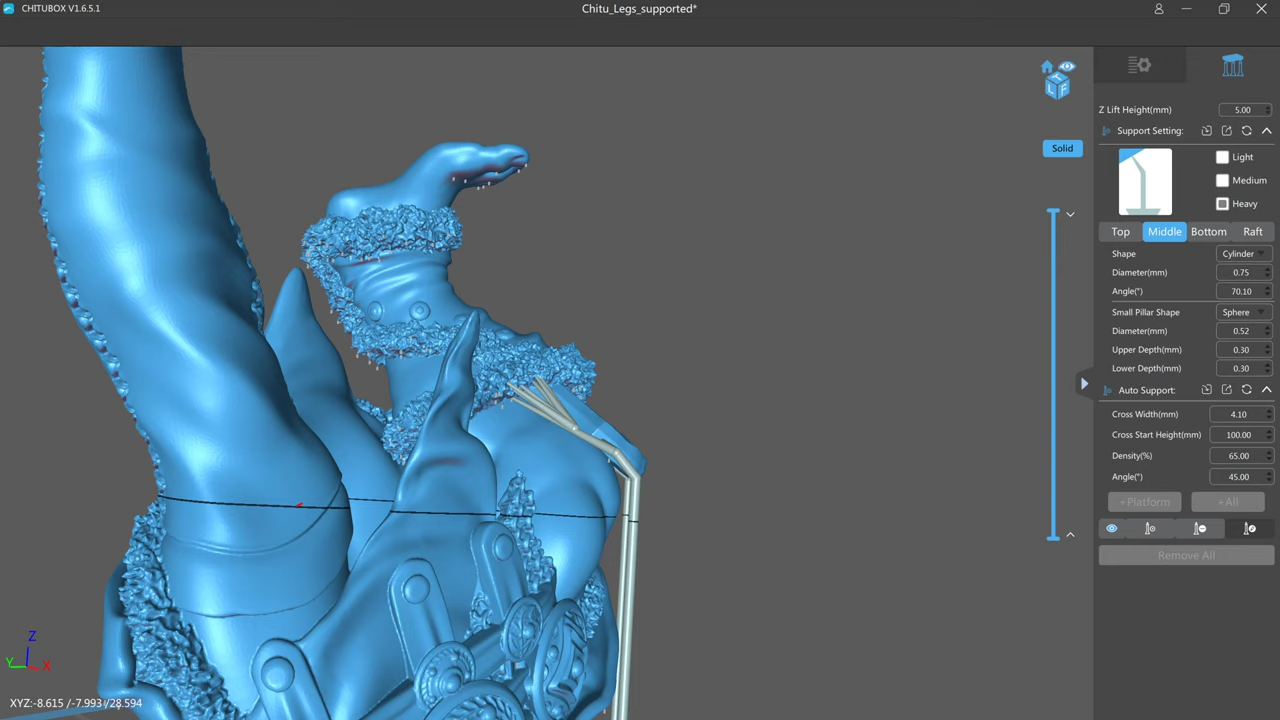 CHITUBOX V1.6.5.1
Chitu_Legs_supported*
Z Lift Height(mm) 5.00
Support Setting:
Light
Medium
Heavy
Top Middle Bottom Raft
Shape Cylinder
Diameter(mm) 0.75
Angle(°) 70.10
Small Pillar Shape Sphere
Diameter(mm) 0.52
Upper Depth(mm) 0.30
Lower Depth(mm) 0.30
Auto Support:
Cross Width(mm) 4.10
Cross Start Height(mm) 100.00
Density(%) 65.00
Angle(°) 45.00
+Platform +All
Remove All
Solid
T
L F
Z
Y X
XYZ:-8.615 /-7.993 /28.594